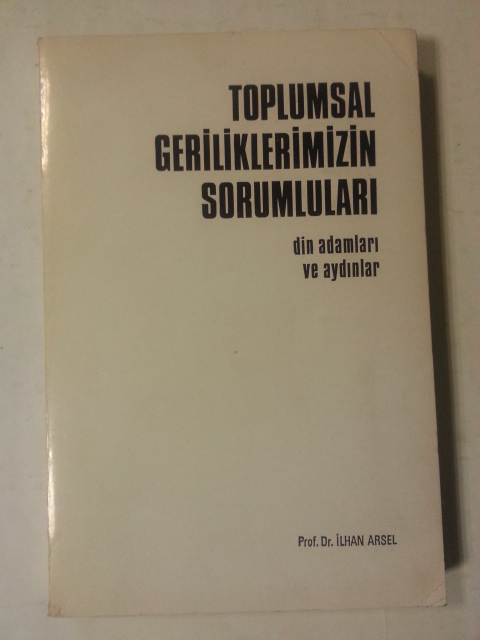 TOPLUMSAL
GERİLİKLERİMİZİN
SORUMLULARI
din adamları
ve aydınlar
Prof. Dr. İLHAN ARSEL